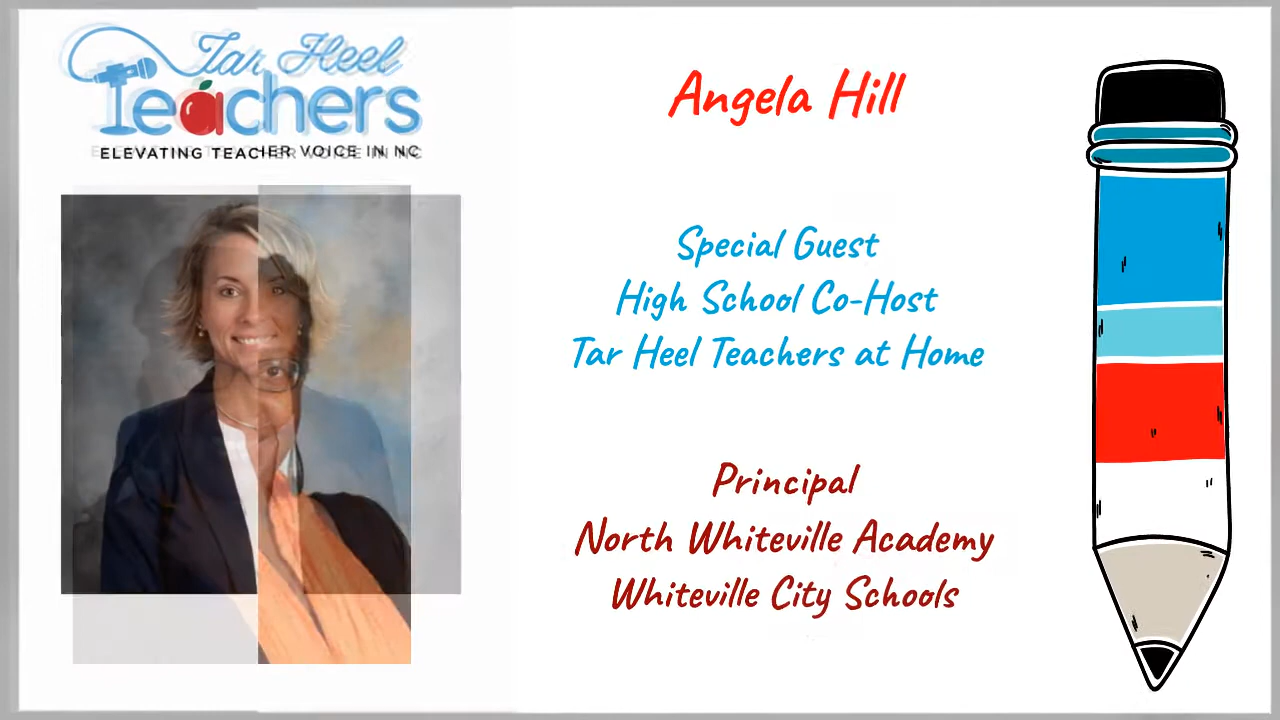 Tar Heel
Teachers
ELEVATING TEACHER VOICE IN NC
Angela Hill
Special Guest
High School Co-Host
Tar Heel Teachers at Home
Principal
North Whiteville Academy
Whiteville City Schools